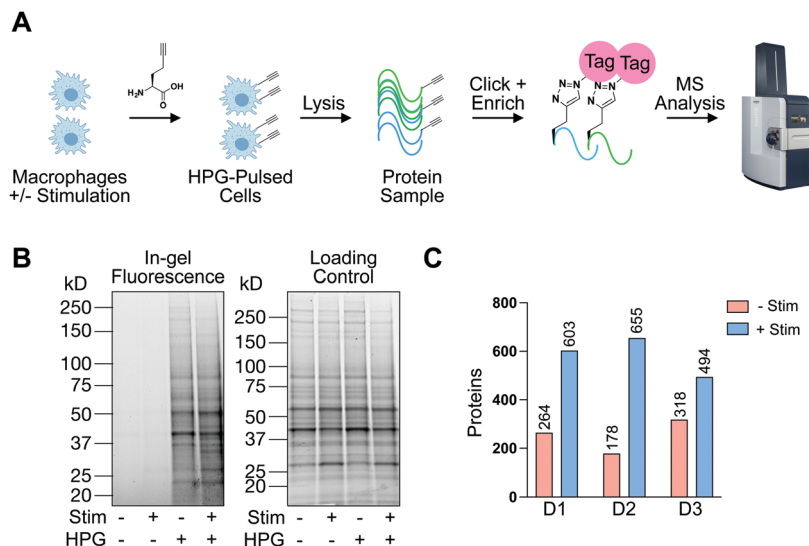 A
H₂N
OH
O
Lysis
Click +
Enrich
N=N
N
N=N
N
Tag
Tag
MS
Analysis
Macrophages
+/- Stimulation
HPG-Pulsed
Cells
Protein
Sample
B
In-gel
Fluorescence
kD
250
150
100
75
50
37
25
20
Loading
Control
kD
250
150
100
75
50
37
25
20
Stim - + - + - + - +
HPG - - + + - - + +
C
Proteins
800
600
400
200
0
264
603
178
655
318
494
D1
D2
D3
- Stim
+ Stim